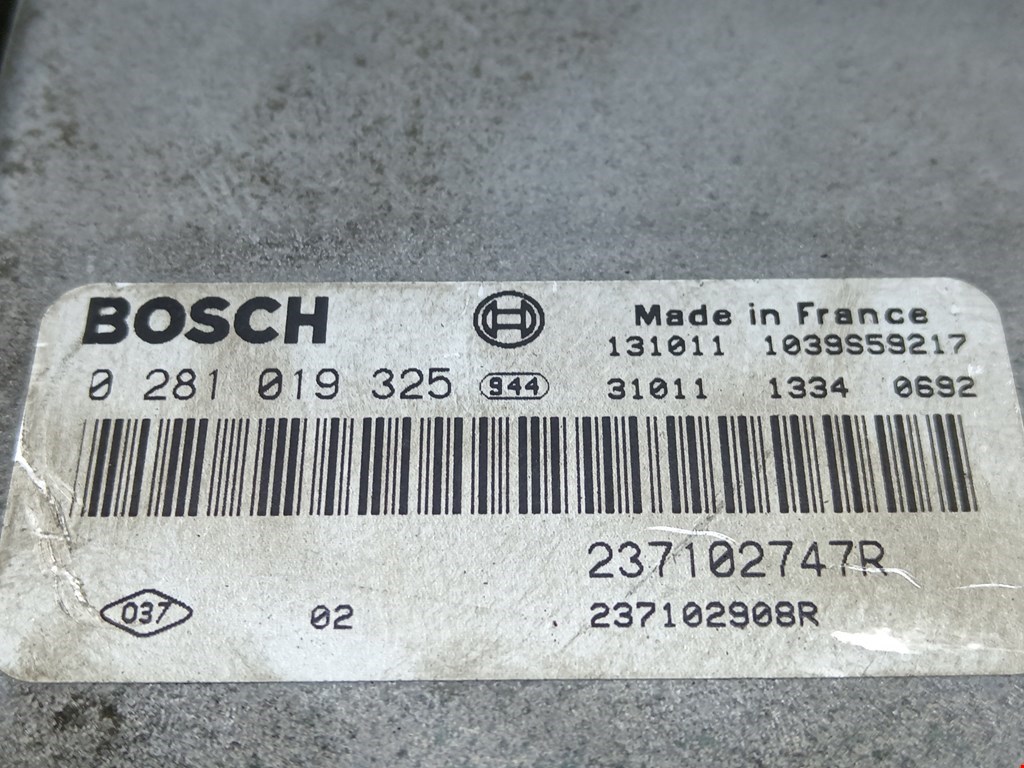 BOSCH
Made in France
131011 1039S59217
0 281 019 325 944 31011 1334 0692
237102747R
037 02 237102908R